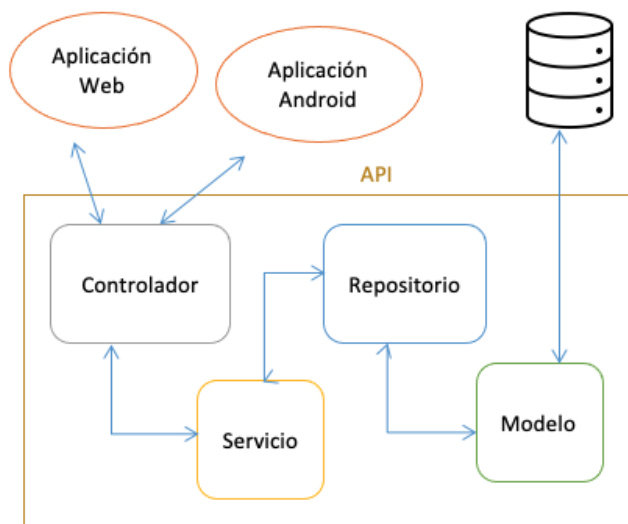 Aplicación
Web
Aplicación
Android
API
Controlador
Repositorio
Servicio
Modelo